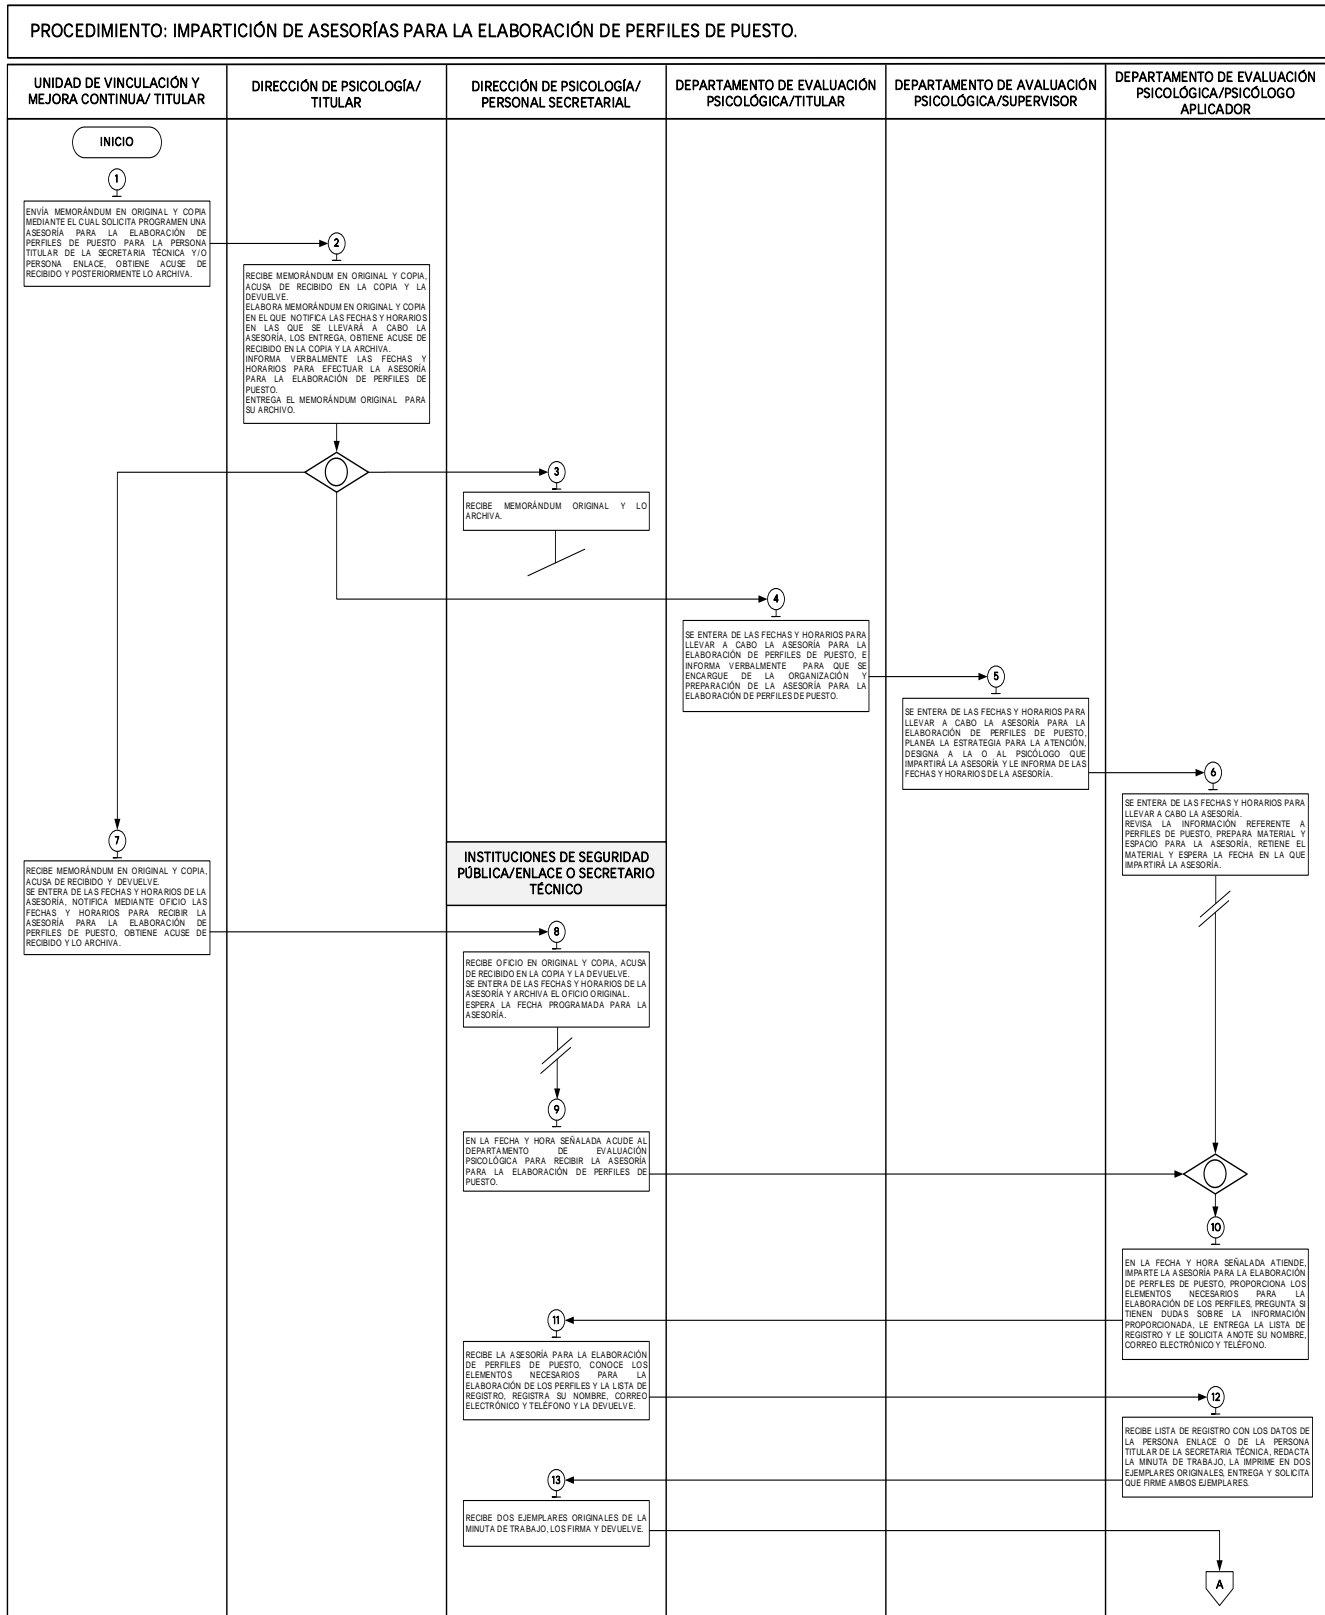 PROCEDIMIENTO: IMPARTICIÓN DE ASESORÍAS PARA LA ELABORACIÓN DE PERFILES DE PUESTO.
UNIDAD DE VINCULACIÓN Y
MEJORA CONTINUA/ TITULAR
DIRECCIÓN DE PSICOLOGÍA/
TITULAR
DIRECCIÓN DE PSICOLOGÍA/
PERSONAL SECRETARIAL
DEPARTAMENTO DE EVALUACIÓN
PSICOLÓGICA/TITULAR
DEPARTAMENTO DE AVALUACIÓN
PSICOLÓGICA/SUPERVISOR
DEPARTAMENTO DE EVALUACIÓN
PSICOLÓGICA/PSICÓLOGO
APLICADOR
INICIO
1
ENVÍA MEMORÁNDUM EN ORIGINAL Y COPIA
MEDIANTE EL CUAL SOLICITA PROGRAMEN UNA
ASESORÍA PARA LA ELABORACIÓN DE
PERFILES DE PUESTO PARA LA PERSONA
TITULAR DE LA SECRETARIA TÉCNICA Y/O
PERSONA ENLACE, OBTIENE ACUSE DE
RECIBIDO Y POSTERIORMENTE LO ARCHIVA.
2
RECIBE MEMORÁNDUM EN ORIGINAL Y COPIA,
ACUSA DE RECIBIDO EN LA COPIA Y LA
DEVUELVE.
ELABORA MEMORÁNDUM EN ORIGINAL Y COPIA
EN EL QUE NOTIFICA LAS FECHAS Y HORARIOS
EN LAS QUE SE LLEVARÁ A CABO LA
ASESORÍA, LOS ENTREGA, OBTIENE ACUSE DE
RECIBIDO EN LA COPIA Y LA ARCHIVA.
INFORMA VERBALMENTE LAS FECHAS Y
HORARIOS PARA EFECTUAR LA ASESORÍA
PARA LA ELABORACIÓN DE PERFILES DE
PUESTO.
ENTREGA EL MEMORÁNDUM ORIGINAL PARA
SU ARCHIVO.
3
RECIBE MEMORÁNDUM ORIGINAL Y LO
ARCHIVA.
4
SE ENTERA DE LAS FECHAS Y HORARIOS PARA
LLEVAR A CABO LA ASESORÍA PARA LA
ELABORACIÓN DE PERFILES DE PUESTO, E
INFORMA VERBALMENTE PARA QUE SE
ENCARGUE DE LA ORGANIZACIÓN Y
PREPARACIÓN DE LA ASESORÍA PARA LA
ELABORACIÓN DE PERFILES DE PUESTO.
5
SE ENTERA DE LAS FECHAS Y HORARIOS PARA
LLEVAR A CABO LA ASESORÍA PARA LA
ELABORACIÓN DE PERFILES DE PUESTO,
PLANEA LA ESTRATEGIA PARA LA ATENCIÓN,
DESIGNA A LA O AL PSICÓLOGO QUE
IMPARTIRÁ LA ASESORÍA Y LE INFORMA DE LAS
FECHAS Y HORARIOS DE LA ASESORÍA.
6
SE ENTERA DE LAS FECHAS Y HORARIOS PARA
LLEVAR A CABO LA ASESORÍA.
REVISA LA INFORMACIÓN REFERENTE A
PERFILES DE PUESTO, PREPARA MATERIAL Y
ESPACIO PARA LA ASESORÍA, RETIENE EL
MATERIAL Y ESPERA LA FECHA EN LA QUE
IMPARTIRÁ LA ASESORÍA.
7
RECIBE MEMORÁNDUM EN ORIGINAL Y COPIA,
ACUSA DE RECIBIDO Y DEVUELVE.
SE ENTERA DE LAS FECHAS Y HORARIOS DE LA
ASESORÍA, NOTIFICA MEDIANTE OFICIO LAS
FECHAS Y HORARIOS PARA RECIBIR LA
ASESORÍA PARA LA ELABORACIÓN DE
PERFILES DE PUESTO, OBTIENE ACUSE DE
RECIBIDO Y LO ARCHIVA.
INSTITUCIONES DE SEGURIDAD
PÚBLICA/ENLACE O SECRETARIO
TÉCNICO
8
RECIBE OFICIO EN ORIGINAL Y COPIA, ACUSA
DE RECIBIDO EN LA COPIA Y LA DEVUELVE.
SE ENTERA DE LAS FECHAS Y HORARIOS DE LA
ASESORÍA Y ARCHIVA EL OFICIO ORIGINAL.
ESPERA LA FECHA PROGRAMADA PARA LA
ASESORÍA.
9
EN LA FECHA Y HORA SEÑALADA ACUDE AL
DEPARTAMENTO DE EVALUACIÓN
PSICOLÓGICA PARA RECIBIR LA ASESORÍA
PARA LA ELABORACIÓN DE PERFILES DE
PUESTO.
10
EN LA FECHA Y HORA SEÑALADA ATIENDE,
IMPARTE LA ASESORÍA PARA LA ELABORACIÓN
DE PERFILES DE PUESTO, PROPORCIONA LOS
ELEMENTOS NECESARIOS PARA LA
ELABORACIÓN DE LOS PERFILES, PREGUNTA SI
TIENEN DUDAS SOBRE LA INFORMACIÓN
PROPORCIONADA, LE ENTREGA LA LISTA DE
REGISTRO Y LE SOLICITA ANOTE SU NOMBRE,
CORREO ELECTRÓNICO Y TELÉFONO.
11
RECIBE LA ASESORÍA PARA LA ELABORACIÓN
DE PERFILES DE PUESTO, CONOCE LOS
ELEMENTOS NECESARIOS PARA LA
ELABORACIÓN DE LOS PERFILES Y LA LISTA DE
REGISTRO, REGISTRA SU NOMBRE, CORREO
ELECTRÓNICO Y TELÉFONO Y LA DEVUELVE.
12
RECIBE LISTA DE REGISTRO CON LOS DATOS DE
LA PERSONA ENLACE O DE LA PERSONA
TITULAR DE LA SECRETARIA TÉCNICA, REDACTA
LA MINUTA DE TRABAJO, LA IMPRIME EN DOS
EJEMPLARES ORIGINALES, ENTREGA Y SOLICITA
QUE FIRME AMBOS EJEMPLARES.
13
RECIBE DOS EJEMPLARES ORIGINALES DE LA
MINUTA DE TRABAJO, LOS FIRMA Y DEVUELVE.
A